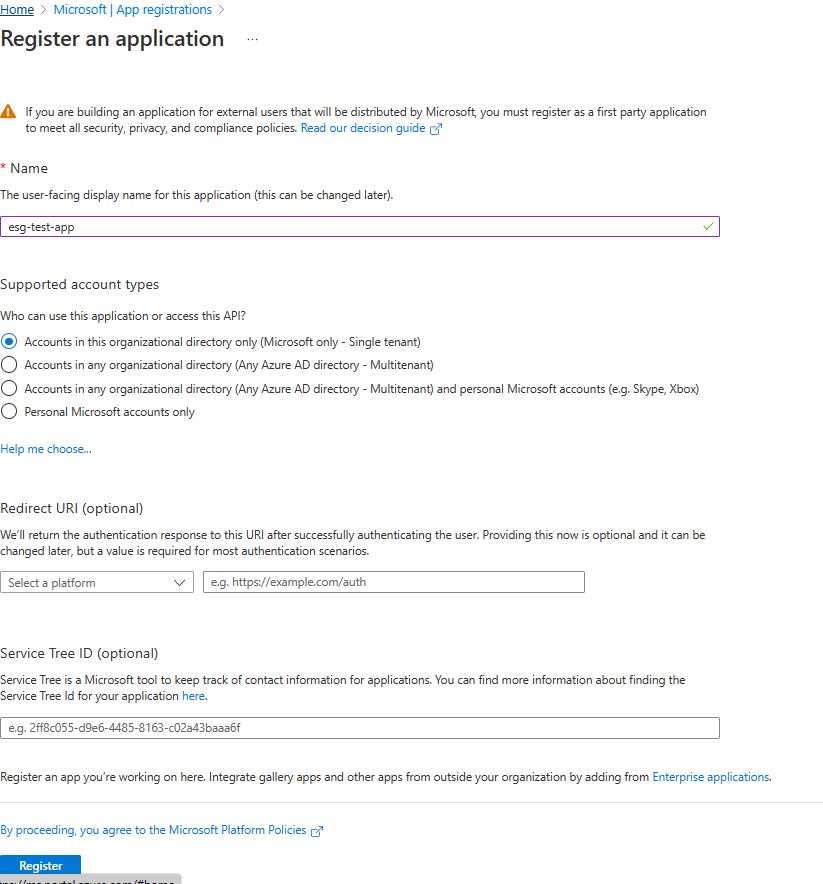 Home > Microsoft | App registrations >
Register an application ...
If you are building an application for external users that will be distributed by Microsoft, you must register as a first party application
to meet all security, privacy, and compliance policies. Read our decision guide
* Name
The user-facing display name for this application (this can be changed later).
esg-test-app
Supported account types
Who can use this application or access this API?
Accounts in this organizational directory only (Microsoft only - Single tenant)
Accounts in any organizational directory (Any Azure AD directory - Multitenant)
Accounts in any organizational directory (Any Azure AD directory - Multitenant) and personal Microsoft accounts (e.g. Skype, Xbox)
Personal Microsoft accounts only
Help me choose...
Redirect URI (optional)
We'll return the authentication response to this URI after successfully authenticating the user. Providing this now is optional and it can be
changed later, but a value is required for most authentication scenarios.
Select a platform
e.g. https://example.com/auth
Service Tree ID (optional)
Service Tree is a Microsoft tool to keep track of contact information for applications. You can find more information about finding the
Service Tree Id for your application here.
e.g. 2ff8c055-d9e6-4485-8163-c02a43baaa6f
Register an app you're working on here. Integrate gallery apps and other apps from outside your organization by adding from Enterprise applications.
By proceeding, you agree to the Microsoft Platform Policies
Register